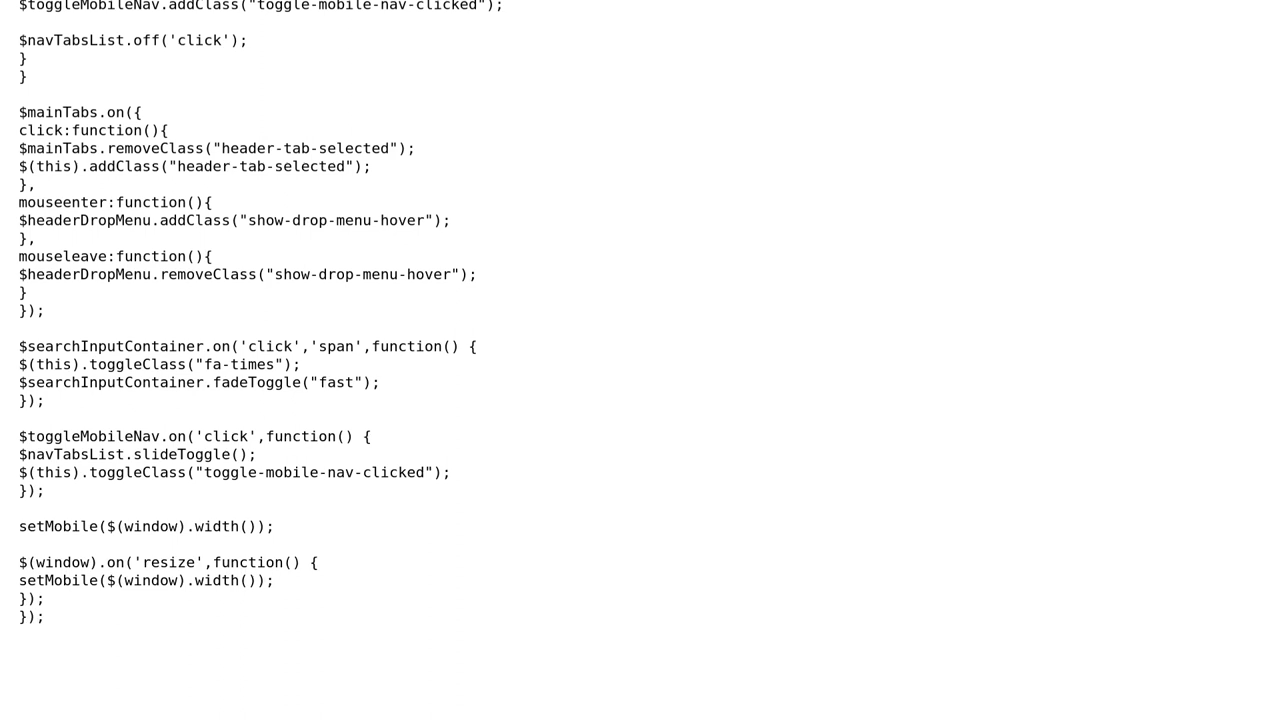 $toggleMobileNav.addClass("toggle-mobile-nav-clicked");
$navTabsList.off('click');
}
}
$mainTabs.on({
click:function(){
$mainTabs.removeClass("header-tab-selected");
$(this).addClass("header-tab-selected");
},
mouseenter:function(){
$headerDropMenu.addClass("show-drop-menu-hover");
},
mouseleave:function(){
$headerDropMenu.removeClass("show-drop-menu-hover");
}
});
$searchInputContainer.on('click','span',function() {
$(this).toggleClass("fa-times");
$searchInputContainer.fadeToggle("fast");
});
$toggleMobileNav.on('click',function() {
$navTabsList.slideToggle();
$(this).toggleClass("toggle-mobile-nav-clicked");
});
setMobile($(window).width());
$(window).on('resize',function() {
setMobile($(window).width());
});
});